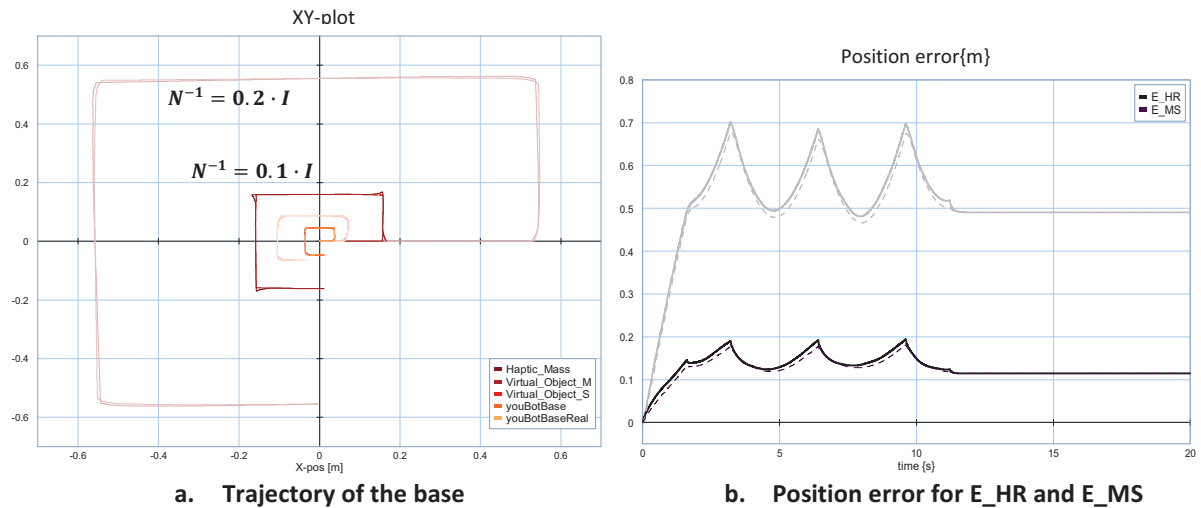 XY-plot
0.6
0.4
0.2
0
-0.2
-0.4
-0.6
-0.6
-0.4
-0.2
0
0.2
0.4
0.6
X-pos [m]
N⁻¹ = 0.2 · I
N⁻¹ = 0.1 · I
Haptic_Mass
Virtual_Object_M
Virtual_Object_S
youBotBase
youBotBaseReal
a. Trajectory of the base
Position error{m}
0.8
0.7
0.6
0.5
0.4
0.3
0.2
0.1
0
0
5
10
15
20
time {s}
E_HR
E_MS
b. Position error for E_HR and E_MS